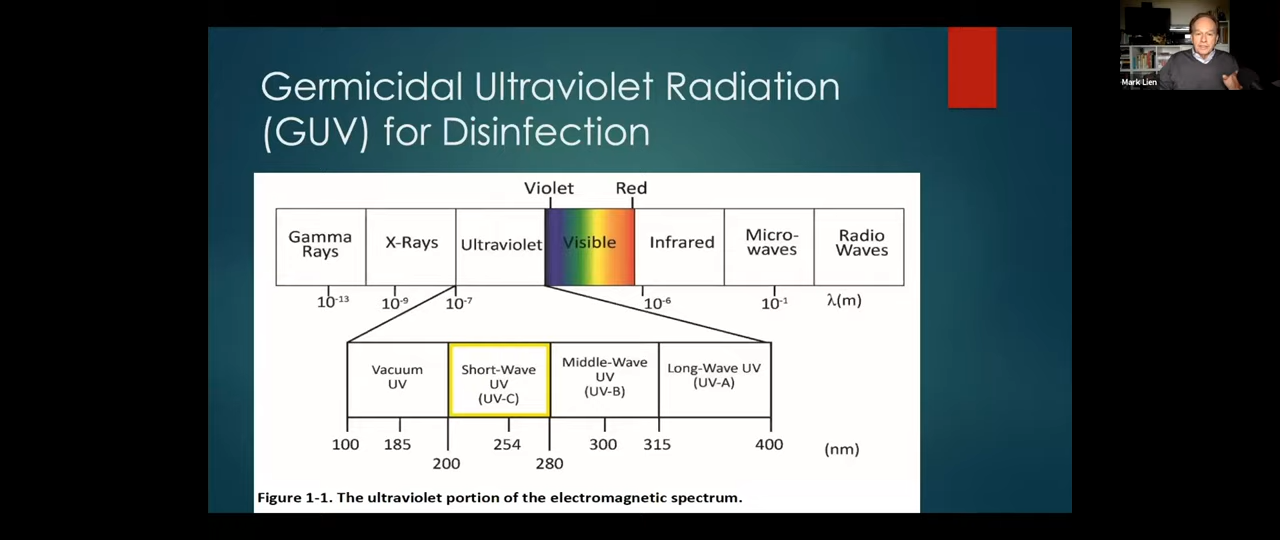 Germicidal Ultraviolet Radiation
(GUV) for Disinfection
Mark Lien
Violet Red
Gamma
Rays
X-Rays
Ultraviolet
Visible
Infrared
Micro-
waves
Radio
Waves
10-13 10-9 10-7 10-6 10-1 λ(m)
Vacuum
UV
Short-Wave
UV
(UV-C)
Middle-Wave
UV
(UV-B)
Long-Wave UV
(UV-A)
100 185 254 300 315 400 (nm)
200 280
Figure 1-1. The ultraviolet portion of the electromagnetic spectrum.